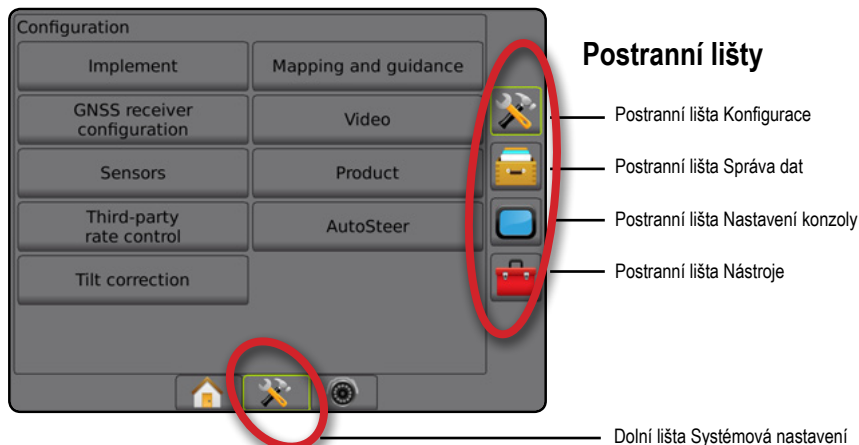 Configuration
Implement
Mapping and guidance
GNSS receiver
configuration
Video
Sensors
Product
Third-party
rate control
AutoSteer
Tilt correction
Postranní lišty
Postranní lišta Konfigurace
Postranní lišta Správa dat
Postranní lišta Nastavení konzoly
Postranní lišta Nástroje
Dolní lišta Systémová nastavení